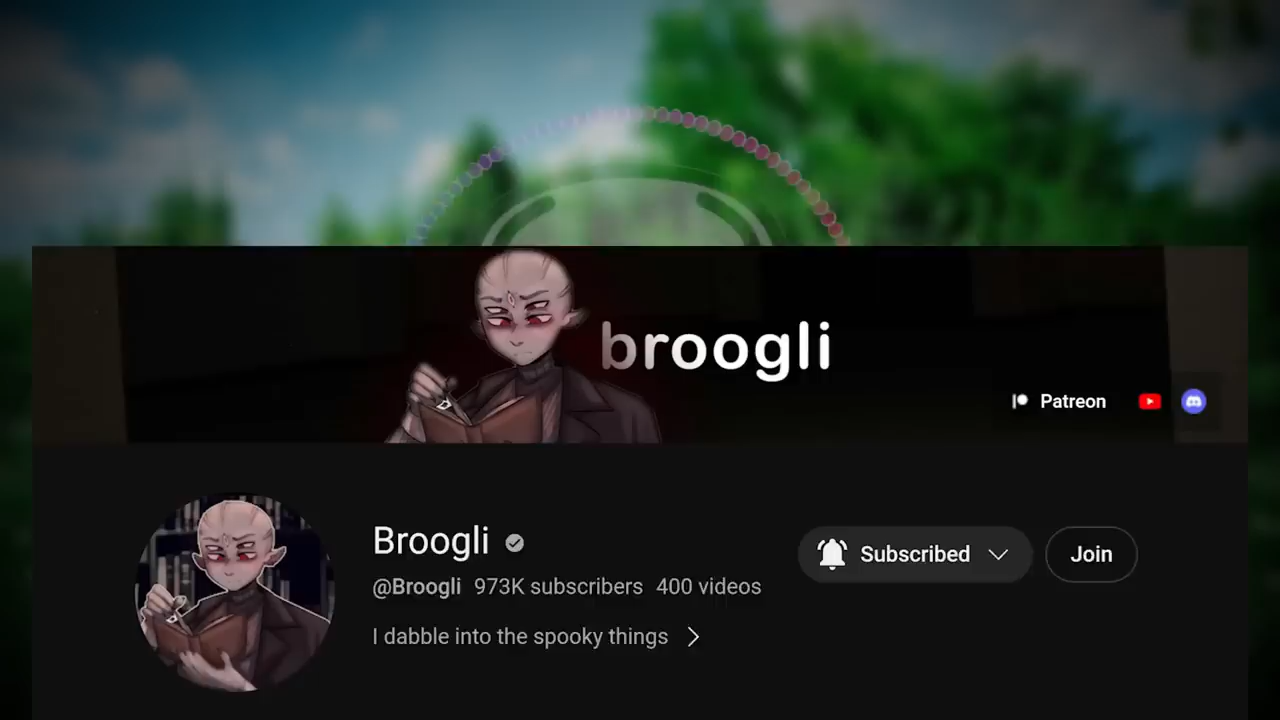 broogli
Patreon
Broogli
@Broogli 973K subscribers 400 videos
I dabble into the spooky things
Subscribed
Join